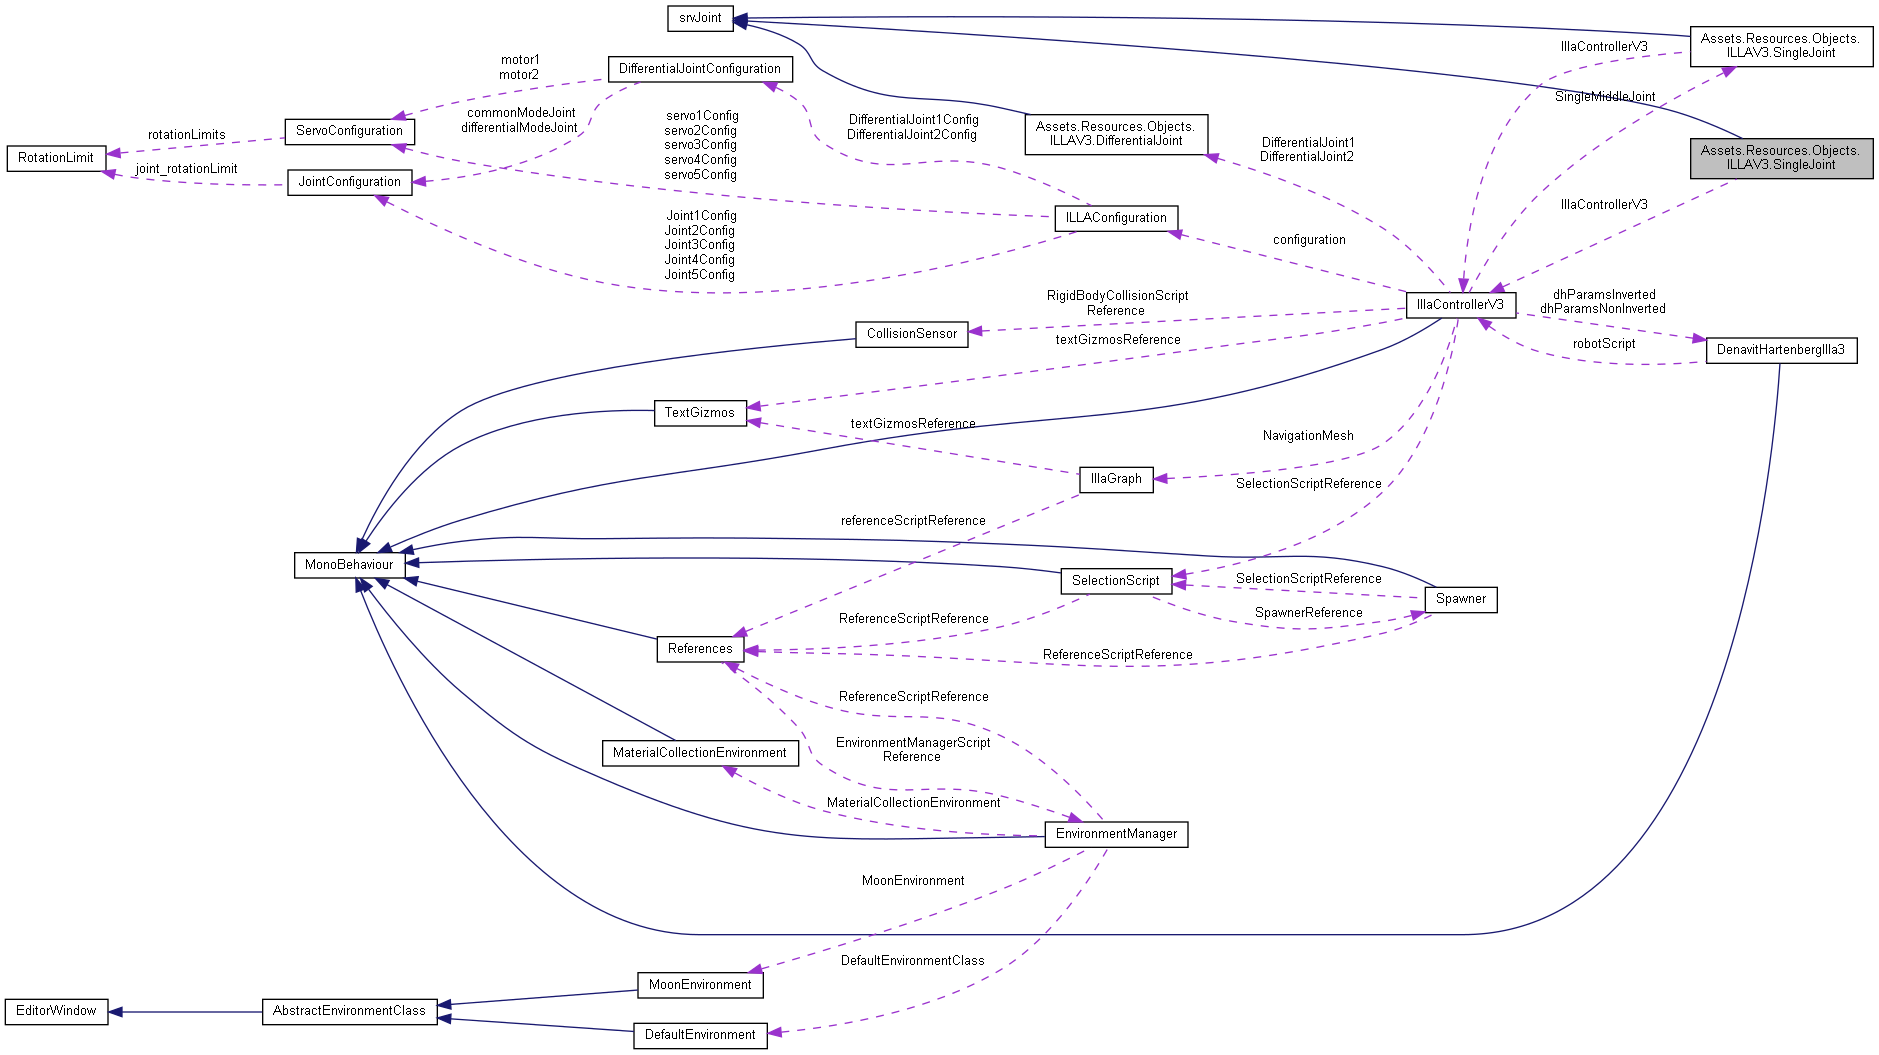 srvJoint
Assets.Resources.Objects.
ILLAV3.SingleJoint
IllaControllerV3
motor1
motor2
DifferentialJointConfiguration
SingleMiddleJoint
commonModeJoint
differentialModeJoint
servo1Config
servo2Config
servo3Config
servo4Config
servo5Config
DifferentialJoint1Config
DifferentialJoint2Config
Assets.Resources.Objects.
ILLAV3.DifferentialJoint
DifferentialJoint1
DifferentialJoint2
Assets.Resources.Objects.
ILLAV3.SingleJoint
rotationLimits
ServoConfiguration
RotationLimit
joint_rotationLimit
JointConfiguration
IllaControllerV3
Joint1Config
Joint2Config
Joint3Config
Joint4Config
Joint5Config
ILLAConfiguration
configuration
RigidBodyCollisionScript
Reference
IllaControllerV3
dhParamsInverted
dhParamsNonInverted
CollisionSensor
textGizmosReference
robotScript
DenavitHartenbergIlla3
TextGizmos
textGizmosReference
NavigationMesh
IllaGraph
SelectionScriptReference
referenceScriptReference
MonoBehaviour
SelectionScript
SelectionScriptReference
Spawner
ReferenceScriptReference
SpawnerReference
References
ReferenceScriptReference
ReferenceScriptReference
EnvironmentManagerScript
Reference
MaterialCollectionEnvironment
MaterialCollectionEnvironment
EnvironmentManager
MoonEnvironment
DefaultEnvironmentClass
MoonEnvironment
EditorWindow
AbstractEnvironmentClass
DefaultEnvironment